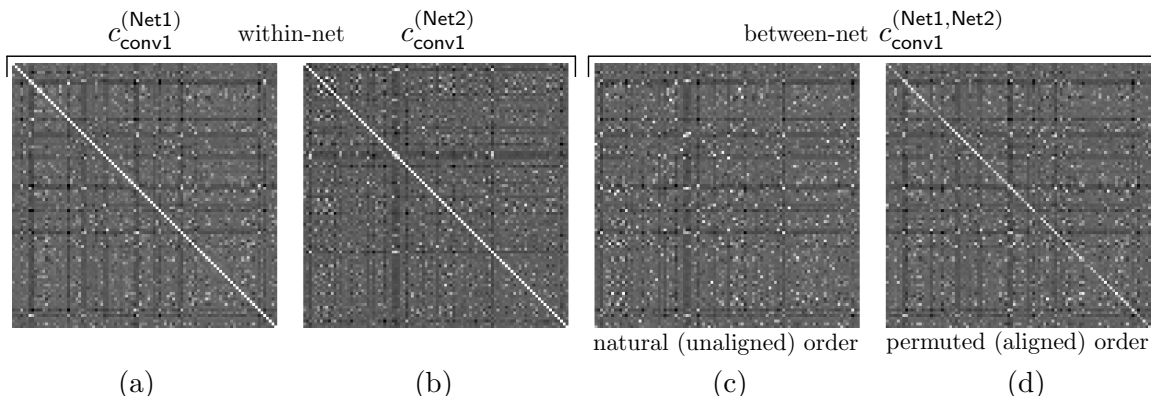 c_conv1^(Net1) within-net c_conv1^(Net2) between-net c_conv1^(Net1,Net2)
natural (unaligned) order permuted (aligned) order
(a) (b) (c) (d)